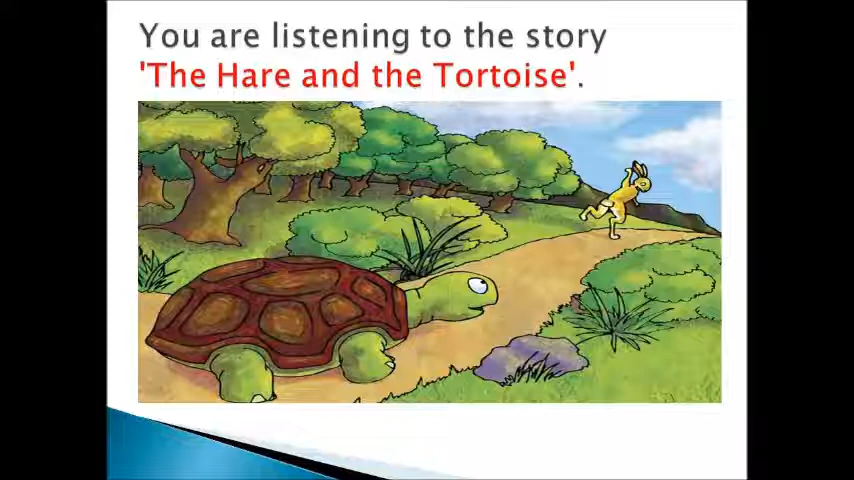 You are listening to the story
'The Hare and the Tortoise'.